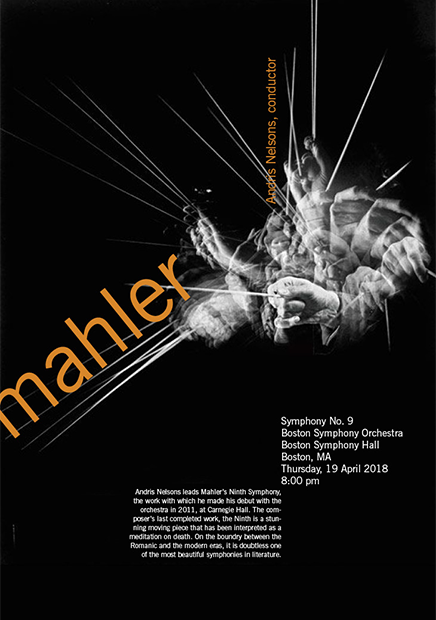 Andris Nelsons, conductor
mahler
Symphony No. 9
Boston Symphony Orchestra
Boston Symphony Hall
Boston, MA
Thursday, 19 April 2018
8:00 pm
Andris Nelsons leads Mahler's Ninth Symphony,
the work with which he made his debut with the
orchestra in 2011, at Carnegie Hall. The com-
poser's last completed work, the Ninth is a stun-
ning moving piece that has been interpreted as a
meditation on death. On the boundry between the
Romanic and the modern eras, it is doubtless one
of the most beautiful symphonies in literature.